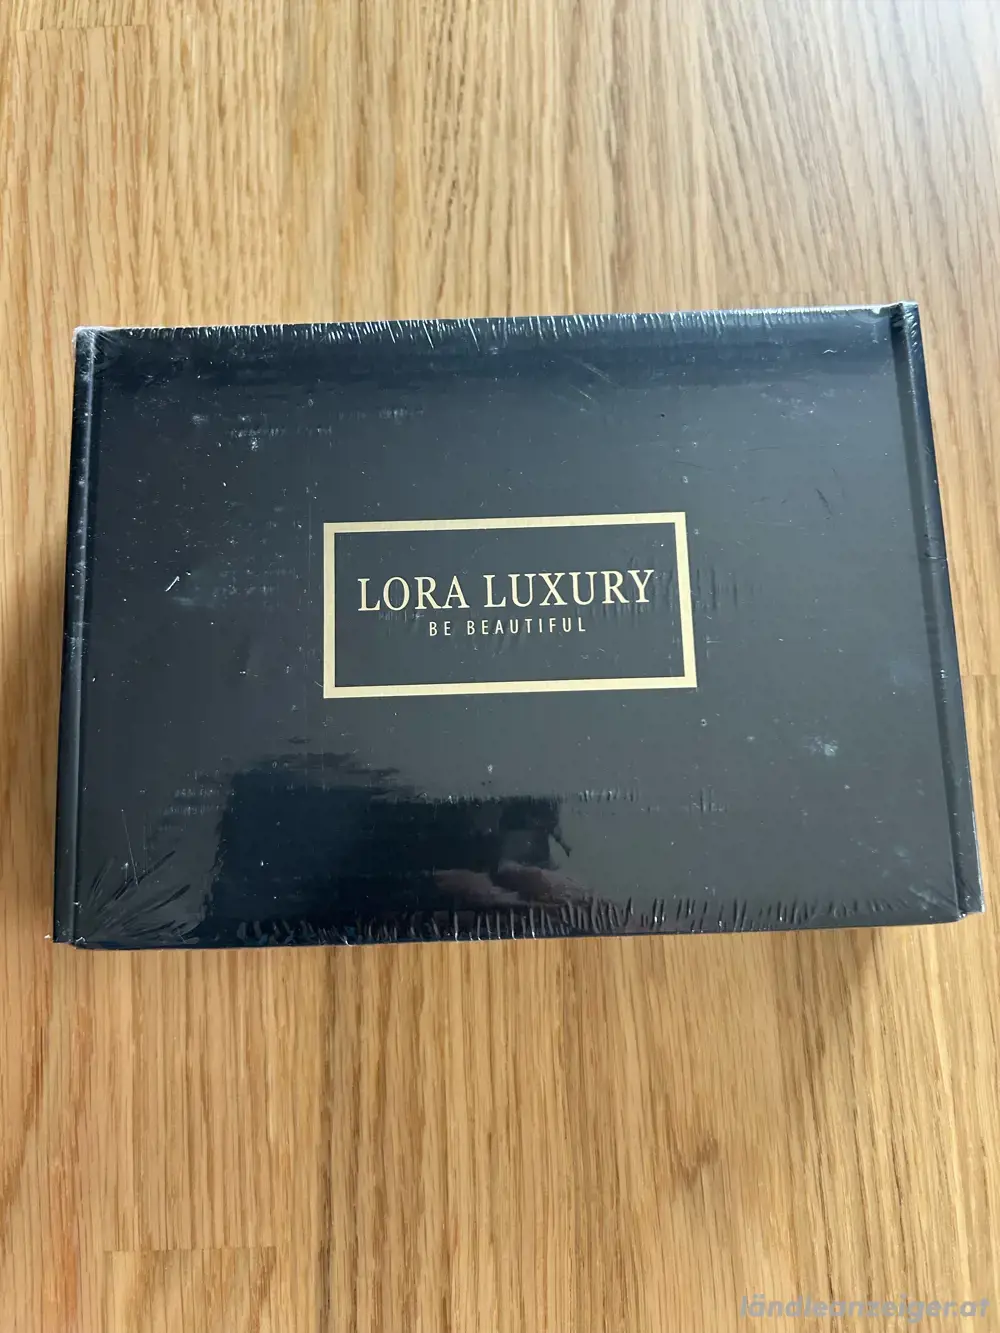 LORA LUXURY
BE BEAUTIFUL
ländleanzeiger.at